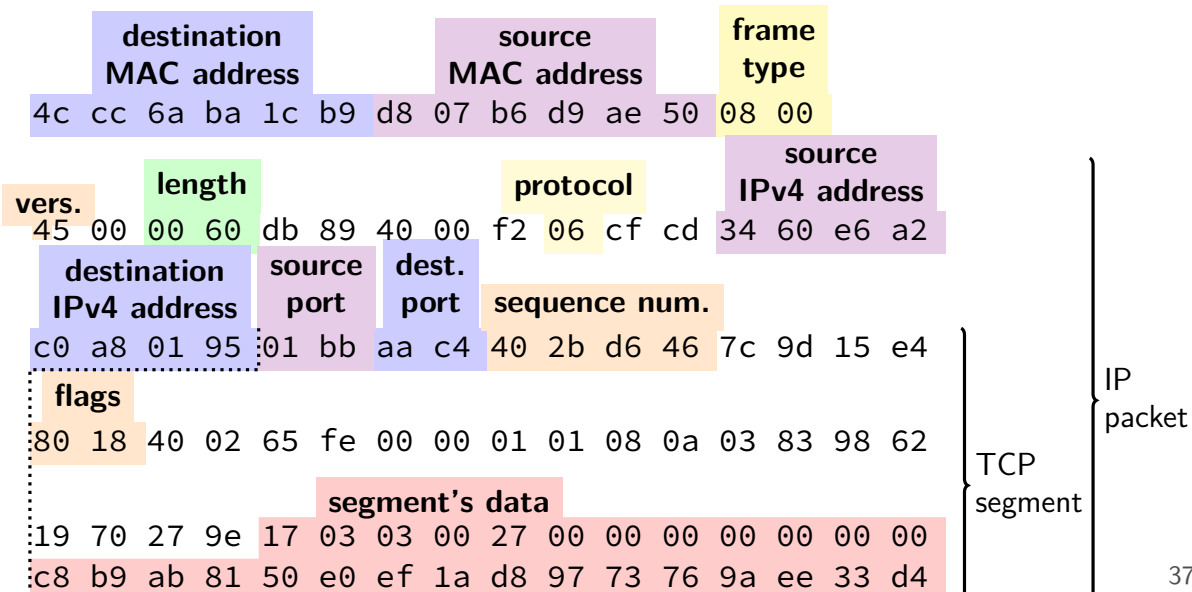 destination
MAC address
source
MAC address
frame
type
4c cc 6a ba 1c b9 d8 07 b6 d9 ae 50 08 00
vers.
length
protocol
source
IPv4 address
45 00 00 60 db 89 40 00 f2 06 cf cd 34 60 e6 a2
destination
IPv4 address
source
port
dest.
port
sequence num.
c0 a8 01 95 01 bb aa c4 40 2b d6 46 7c 9d 15 e4
flags
80 18 40 02 65 fe 00 00 01 01 08 0a 03 83 98 62
segment's data
19 70 27 9e 17 03 03 00 27 00 00 00 00 00 00 00
c8 b9 ab 81 50 e0 ef 1a d8 97 73 76 9a ee 33 d4
TCP
segment
IP
packet
37